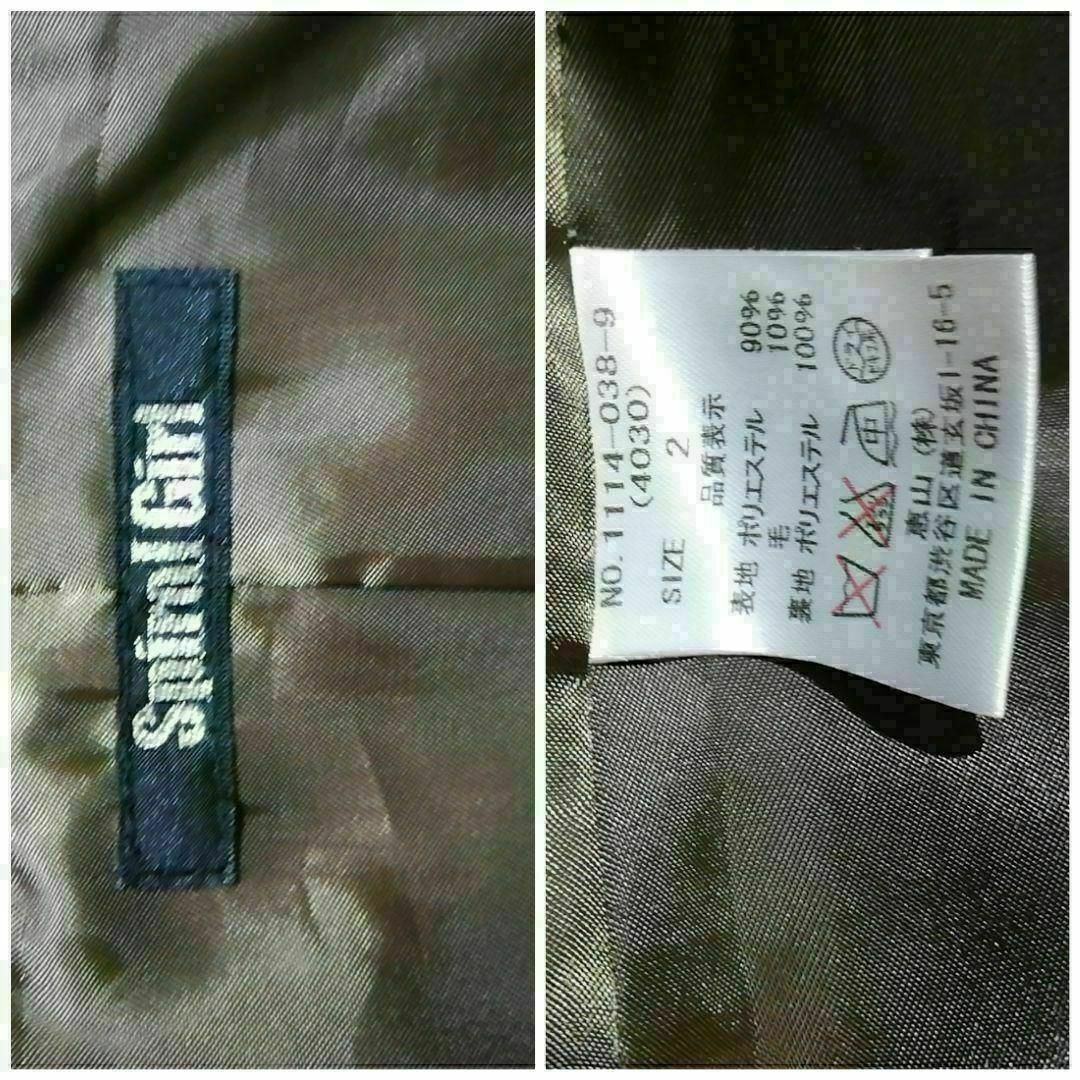 Spiral Girl
NO.1114-038-9
(4030)
SIZE 2
品質表示
表地 ポリエステル 90%
毛 10%
裏地 ポリエステル 100%
中
恵山(株)
東京都渋谷区道玄坂1-16-5
MADE IN CHINA